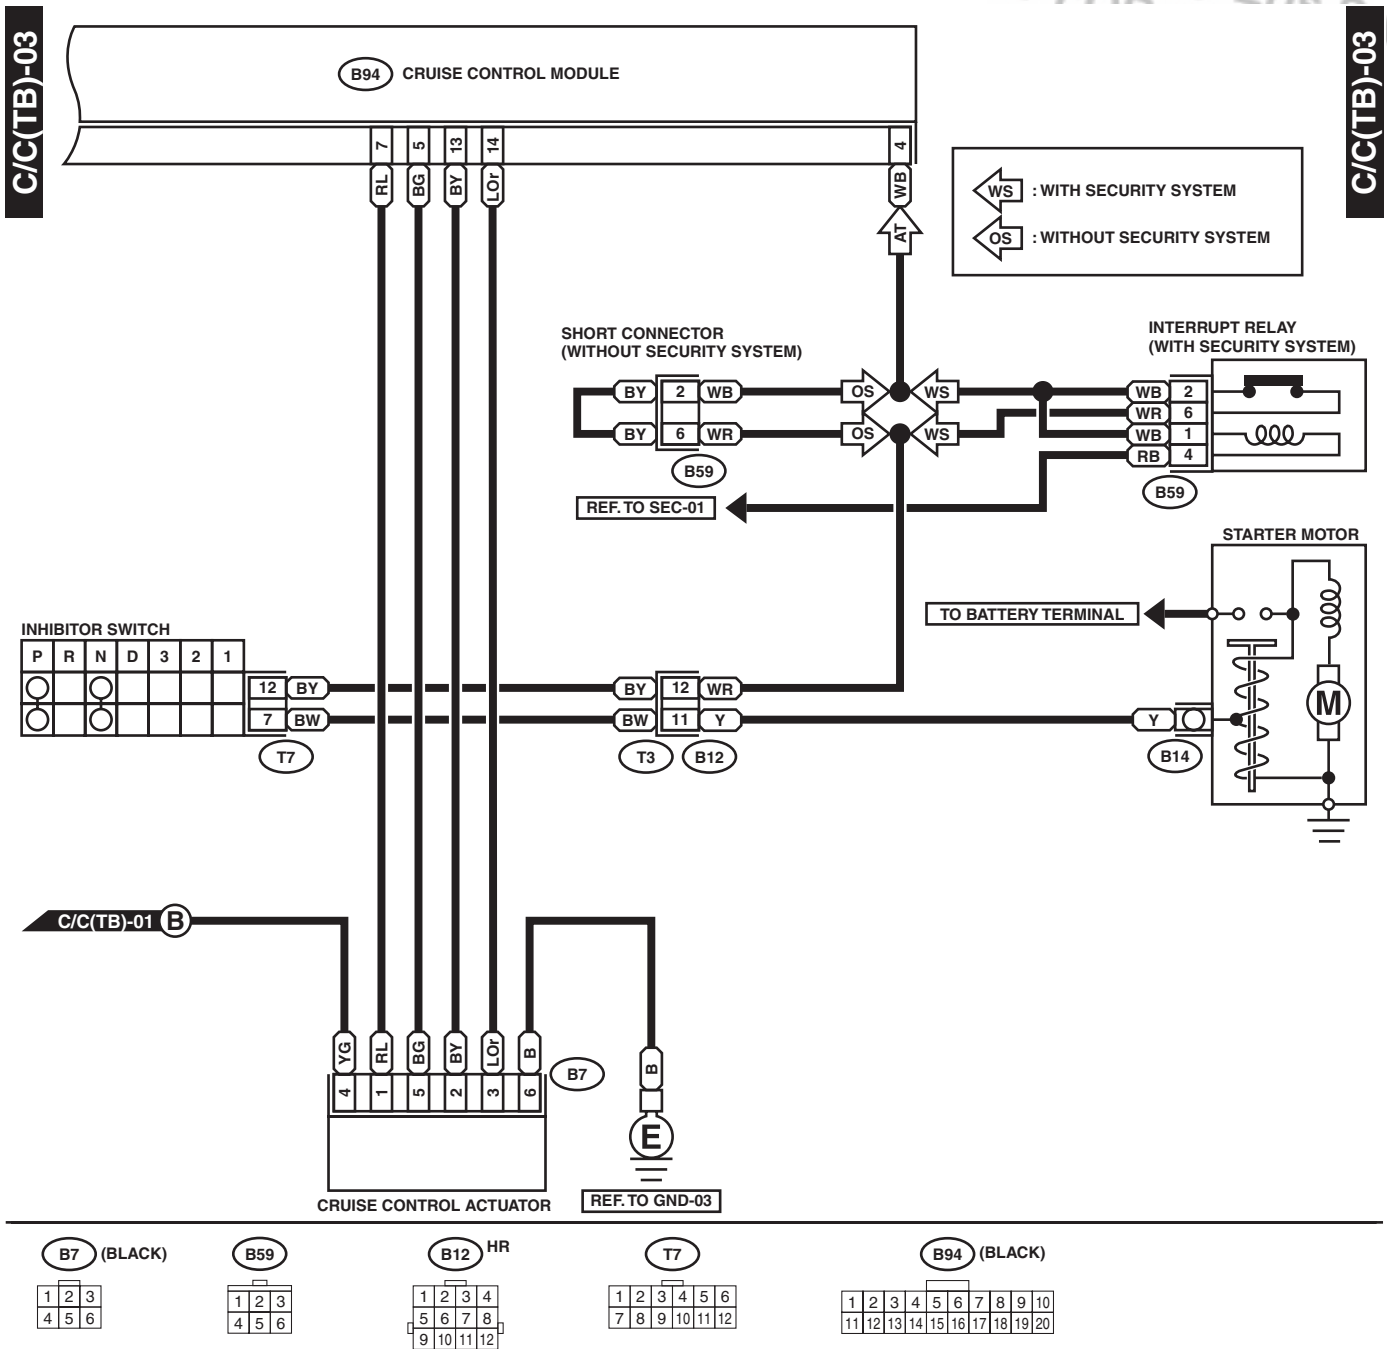 C/C(TB)-03
C/C(TB)-03
B94 CRUISE CONTROL MODULE
7 5 13 14 4
RL BG BY LOr WB
AT
WS : WITH SECURITY SYSTEM
OS : WITHOUT SECURITY SYSTEM
SHORT CONNECTOR
(WITHOUT SECURITY SYSTEM)
INTERRUPT RELAY
(WITH SECURITY SYSTEM)
BY 2 WB OS WS WB 2
WR 6
BY 6 WR OS WS WB 1
RB 4
B59 B59
REF. TO SEC-01
STARTER MOTOR
TO BATTERY TERMINAL
INHIBITOR SWITCH
P R N D 3 2 1
12 BY BY 12 WR
7 BW BW 11 Y Y
M
T7 T3 B12 B14
C/C(TB)-01 B
YG RL BG BY LOr B B
B7
4 1 5 2 3 6
E
CRUISE CONTROL ACTUATOR
REF. TO GND-03
B7 (BLACK)
1 2 3
4 5 6
B59
1 2 3
4 5 6
B12 HR
1 2 3 4
5 6 7 8
9 10 11 12
T7
1 2 3 4 5 6
7 8 9 10 11 12
B94 (BLACK)
1 2 3 4 5 6 7 8 9 10
11 12 13 14 15 16 17 18 19 20